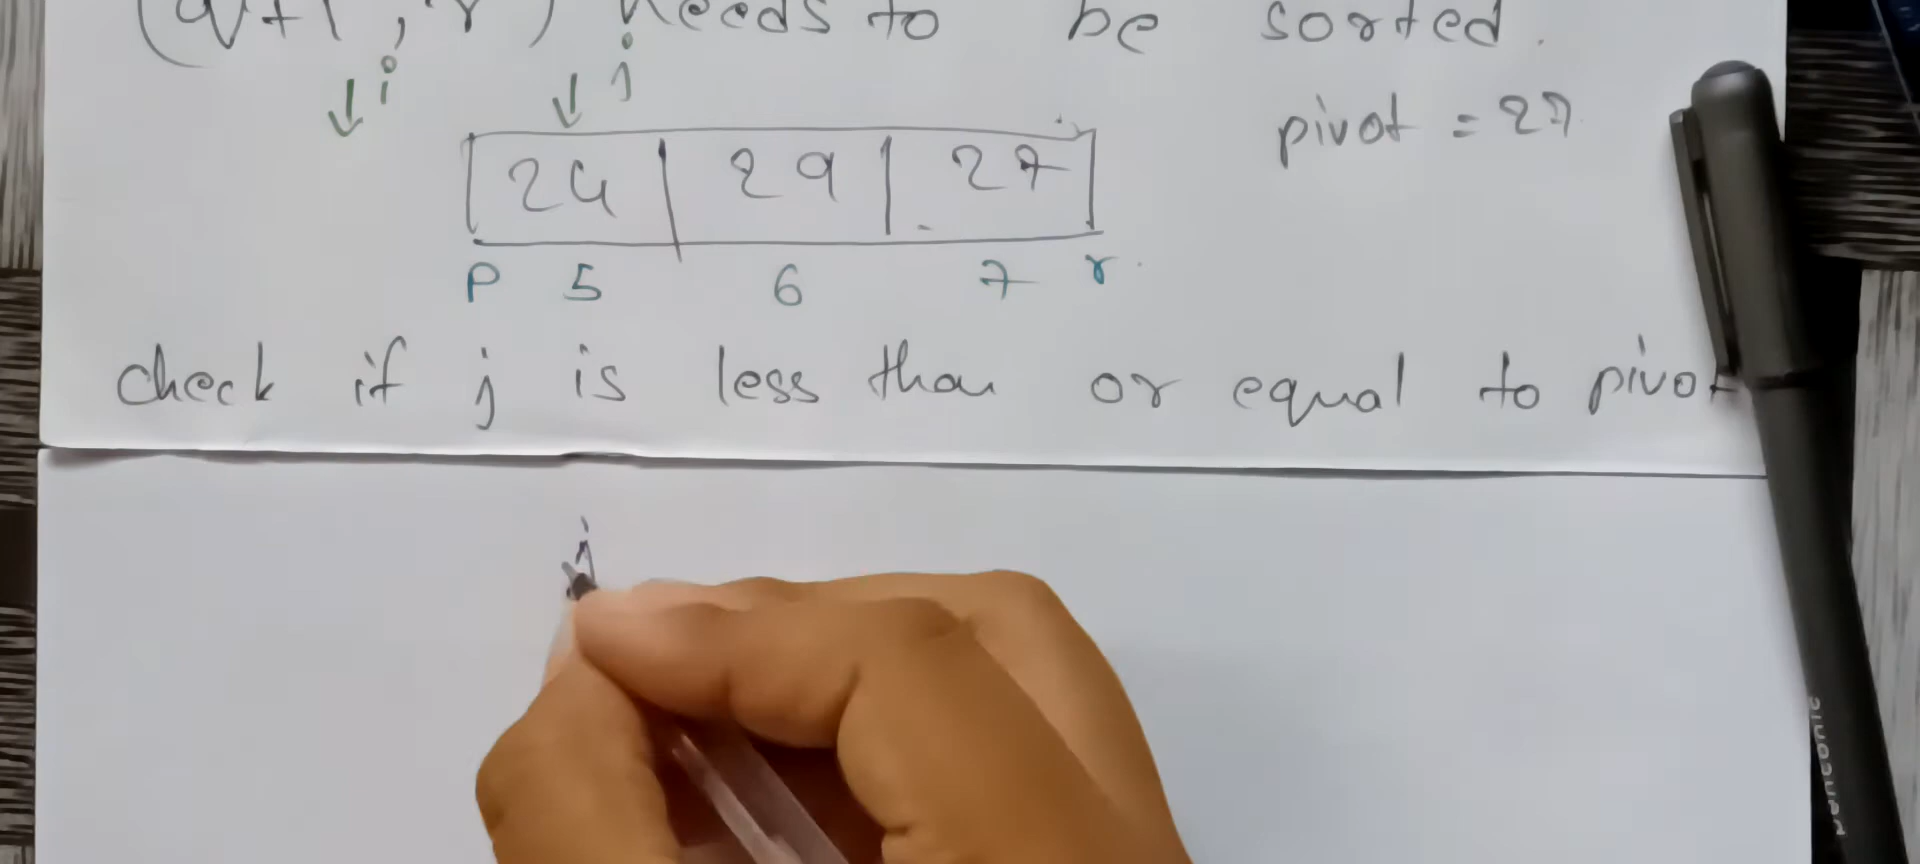 (q+1, r) needs to be sorted.
↓i ↓j
pivot = 27
24 | 29 | 27
p 5 6 7 r
check if j is less than or equal to pivot
j